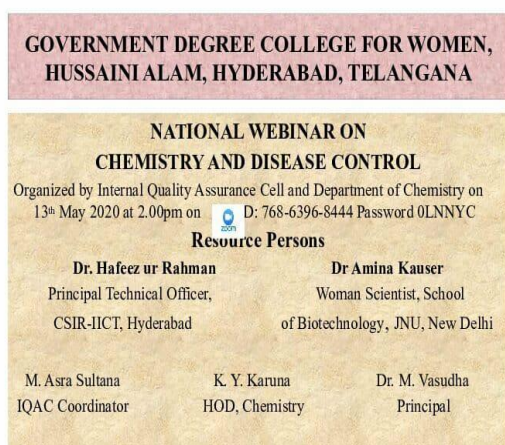 GOVERNMENT DEGREE COLLEGE FOR WOMEN,
HUSSAINI ALAM, HYDERABAD, TELANGANA
NATIONAL WEBINAR ON
CHEMISTRY AND DISEASE CONTROL
Organized by Internal Quality Assurance Cell and Department of Chemistry on
13th May 2020 at 2.00pm on zoom D: 768-6396-8444 Password 0LNNYC
Resource Persons
Dr. Hafeez ur Rahman
Dr Amina Kauser
Principal Technical Officer,
Woman Scientist, School
CSIR-IICT, Hyderabad
of Biotechnology, JNU, New Delhi
M. Asra Sultana
K. Y. Karuna
Dr. M. Vasudha
IQAC Coordinator
HOD, Chemistry
Principal